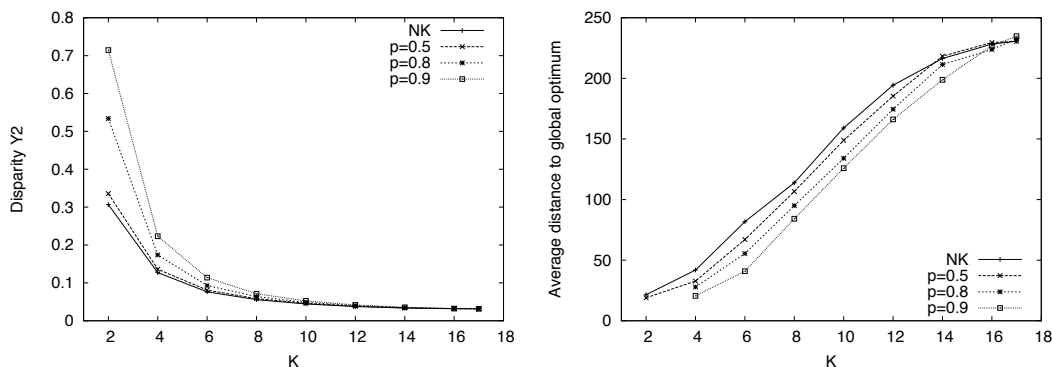 Disparity Y2
0.8
0.7
0.6
0.5
0.4
0.3
0.2
0.1
0
2 4 6 8 10 12 14 16 18
K
NK
p=0.5
p=0.8
p=0.9
Average distance to global optimum
250
200
150
100
50
0
2 4 6 8 10 12 14 16 18
K
NK
p=0.5
p=0.8
p=0.9